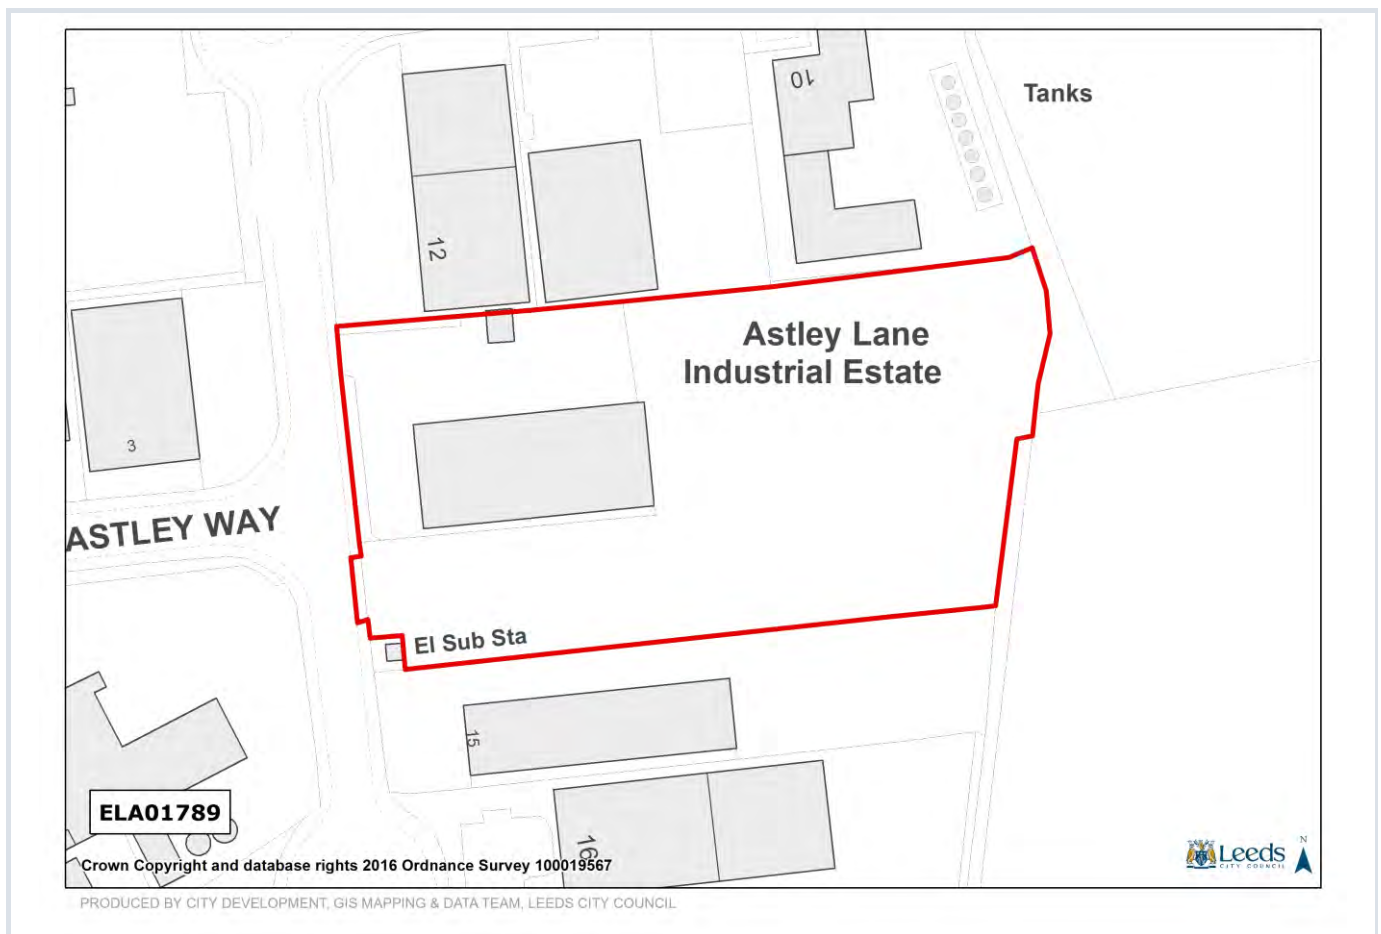 10
Tanks
12
Astley Lane
Industrial Estate
3
ASTLEY WAY
El Sub Sta
15
ELA01789
16
Crown Copyright and database rights 2016 Ordnance Survey 100019567
Leeds
CITY COUNCIL
N
PRODUCED BY CITY DEVELOPMENT, GIS MAPPING & DATA TEAM, LEEDS CITY COUNCIL